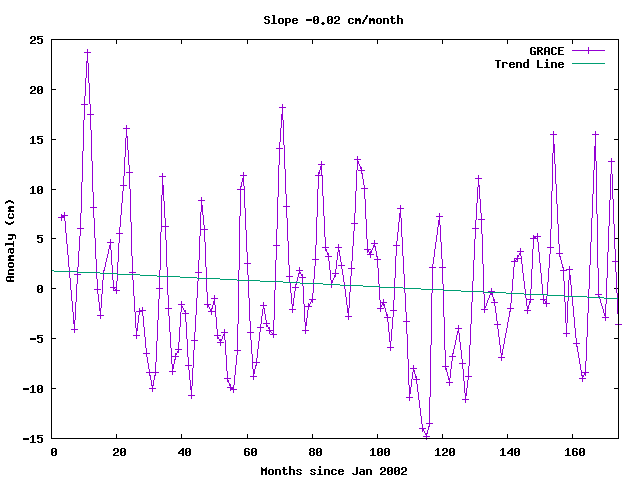 Slope -0.02 cm/month
25
GRACE
Trend Line
20
15
10
5
0
-5
-10
-15
Anomaly (cm)
0 20 40 60 80 100 120 140 160
Months since Jan 2002